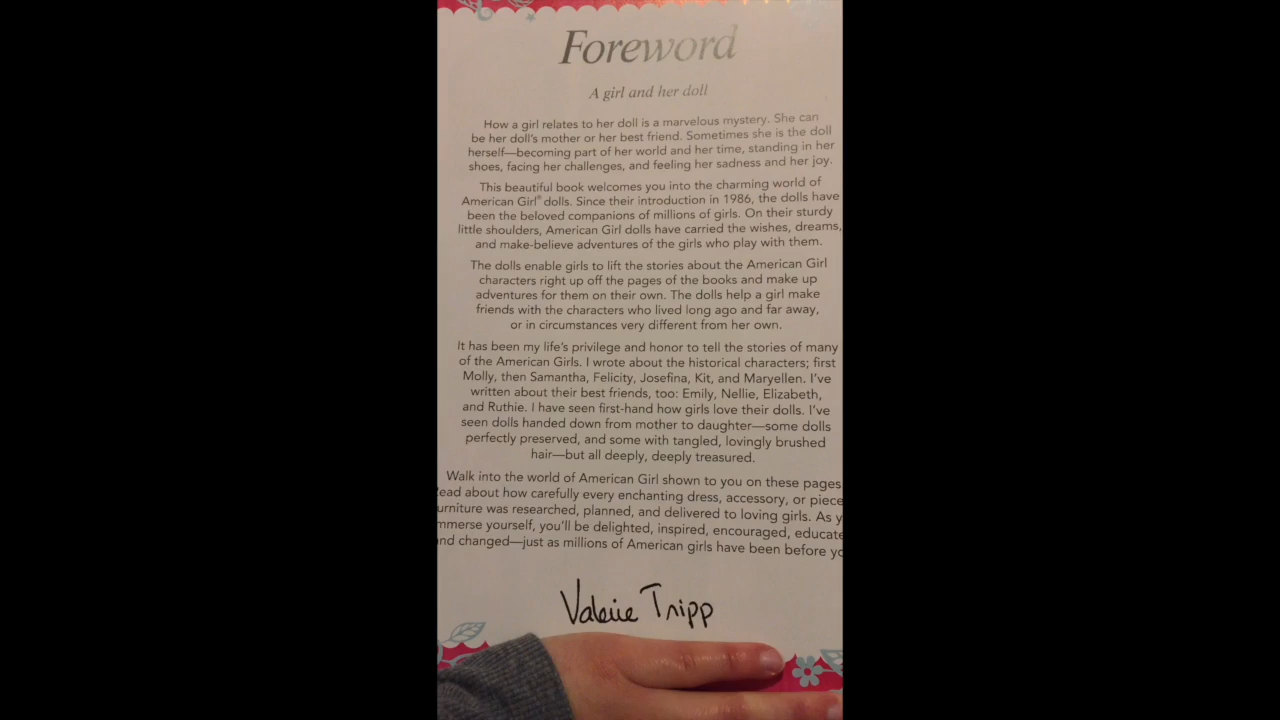 Foreword
A girl and her doll
How a girl relates to her doll is a marvelous mystery. She can
be her doll's mother or her best friend. Sometimes she is the doll
herself—becoming part of her world and her time, standing in her
shoes, facing her challenges, and feeling her sadness and her joy.
This beautiful book welcomes you into the charming world of
American Girl® dolls. Since their introduction in 1986, the dolls have
been the beloved companions of millions of girls. On their sturdy
little shoulders, American Girl dolls have carried the wishes, dreams,
and make-believe adventures of the girls who play with them.
The dolls enable girls to lift the stories about the American Girl
characters right up off the pages of the books and make up
adventures for them on their own. The dolls help a girl make
friends with the characters who lived long ago and far away,
or in circumstances very different from her own.
It has been my life's privilege and honor to tell the stories of many
of the American Girls. I wrote about the historical characters; first
Molly, then Samantha, Felicity, Josefina, Kit, and Maryellen. I've
written about their best friends, too: Emily, Nellie, Elizabeth,
and Ruthie. I have seen first-hand how girls love their dolls. I've
seen dolls handed down from mother to daughter—some dolls
perfectly preserved, and some with tangled, lovingly brushed
hair—but all deeply, deeply treasured.
Walk into the world of American Girl shown to you on these pages
ead about how carefully every enchanting dress, accessory, or piece
urniture was researched, planned, and delivered to loving girls. As y
mmerse yourself, you'll be delighted, inspired, encouraged, educate
nd changed—just as millions of American girls have been before yo
Valerie Tripp